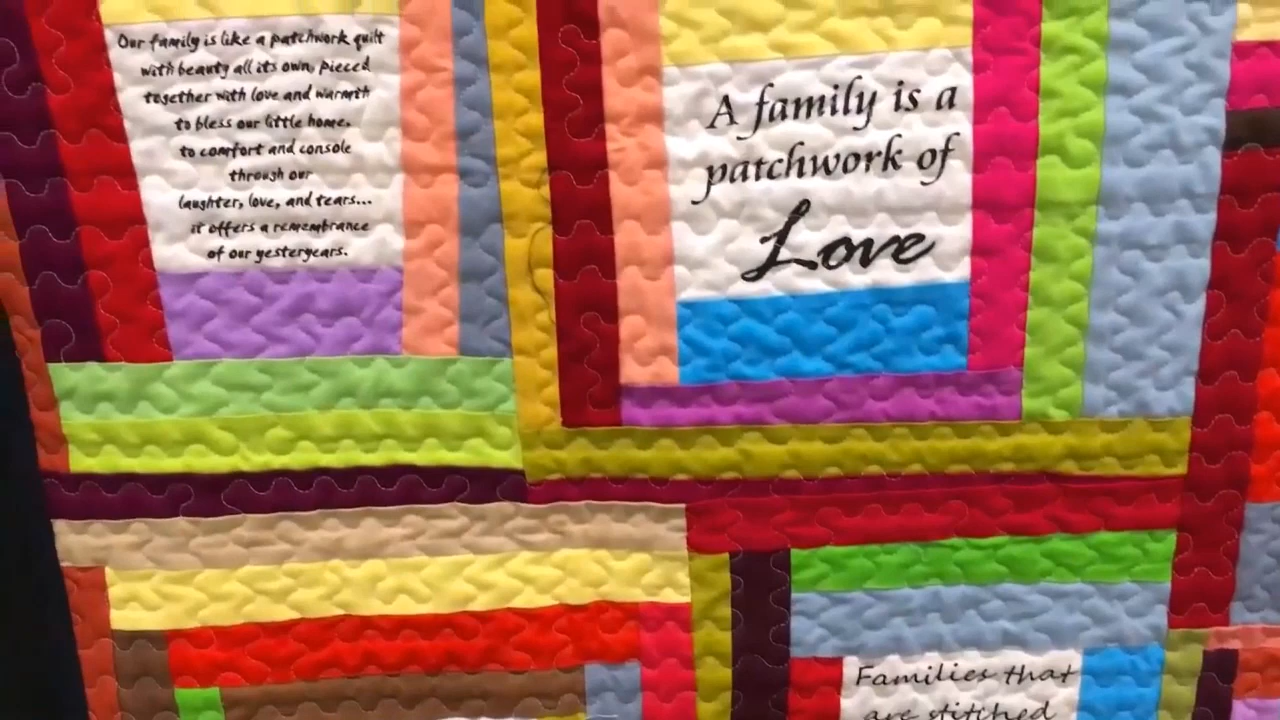 Our family is like a patchwork quilt
with beauty all its own, pieced
together with love and warmth
to bless our little home.
to comfort and console
through our
laughter, love, and tears...
it offers a remembrance
of our yesteryears.
A family is a
patchwork of
Love
Families that
are stitched